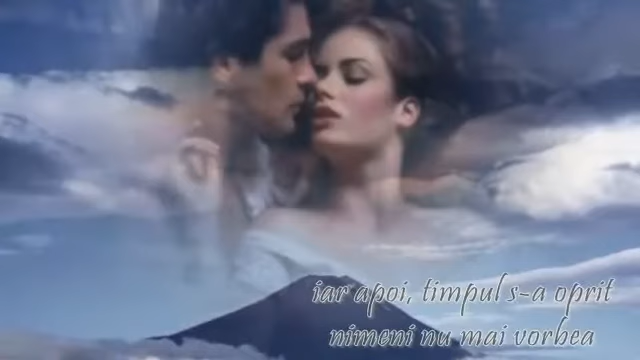 iar apoi, timpul s-a oprit
nimeni nu mai vorbea